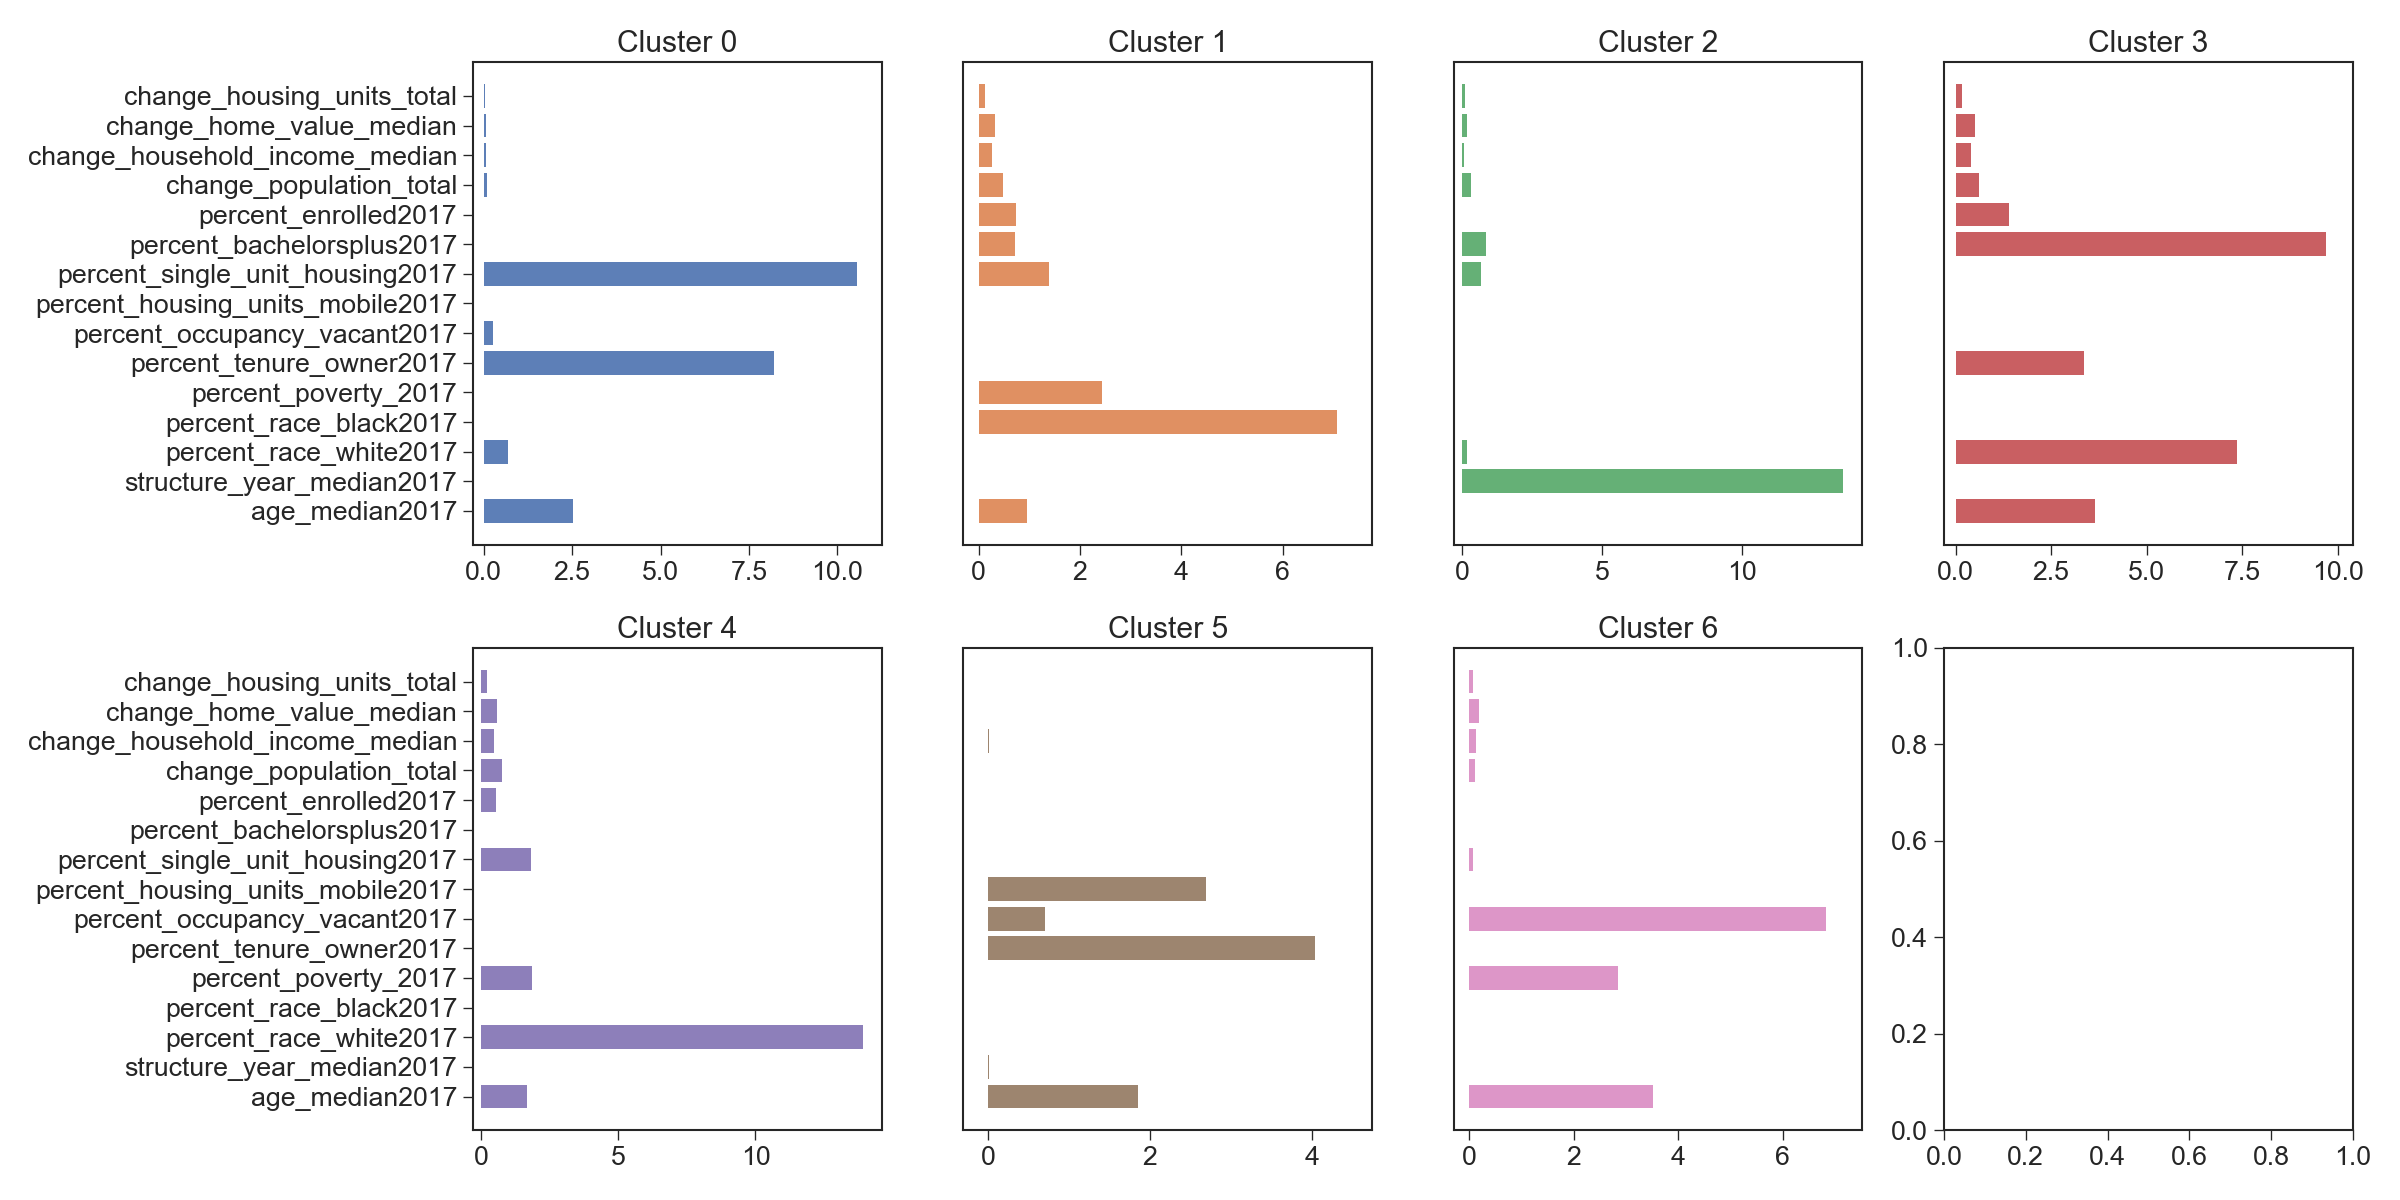 Cluster 0
Cluster 1
Cluster 2
Cluster 3
change_housing_units_total
change_home_value_median
change_household_income_median
change_population_total
percent_enrolled2017
percent_bachelorsplus2017
percent_single_unit_housing2017
percent_housing_units_mobile2017
percent_occupancy_vacant2017
percent_tenure_owner2017
percent_poverty_2017
percent_race_black2017
percent_race_white2017
structure_year_median2017
age_median2017
0.0 2.5 5.0 7.5 10.0
0 2 4 6
0 5 10
0.0 2.5 5.0 7.5 10.0
Cluster 4
Cluster 5
Cluster 6
change_housing_units_total
change_home_value_median
change_household_income_median
change_population_total
percent_enrolled2017
percent_bachelorsplus2017
percent_single_unit_housing2017
percent_housing_units_mobile2017
percent_occupancy_vacant2017
percent_tenure_owner2017
percent_poverty_2017
percent_race_black2017
percent_race_white2017
structure_year_median2017
age_median2017
0 5 10
0 2 4
0 2 4 6
1.0
0.8
0.6
0.4
0.2
0.0
0.0 0.2 0.4 0.6 0.8 1.0